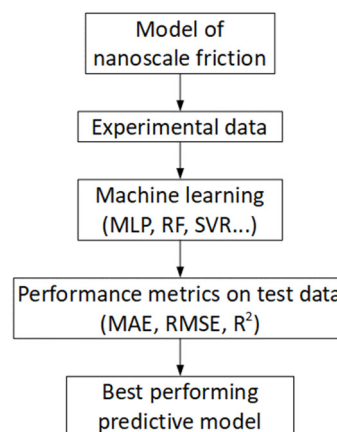 Model of
nanoscale friction
Experimental data
Machine learning
(MLP, RF, SVR...)
Performance metrics on test data
(MAE, RMSE, R²)
Best performing
predictive model